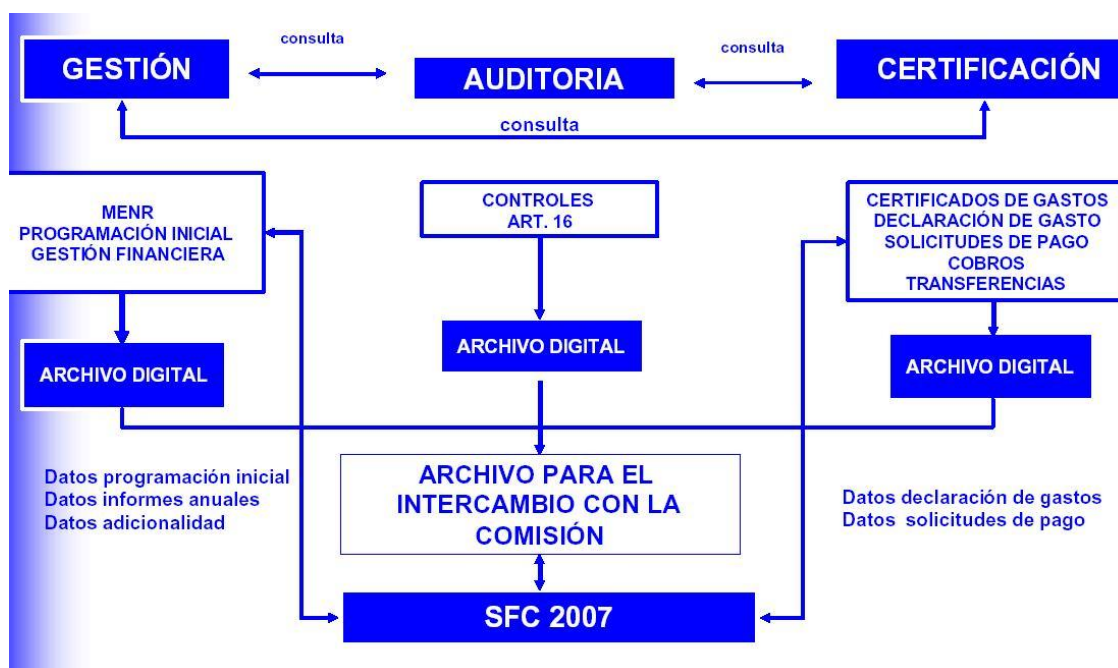 consulta
consulta
GESTIÓN
AUDITORIA
CERTIFICACIÓN
consulta
MENR
PROGRAMACIÓN INICIAL
GESTIÓN FINANCIERA
CONTROLES
ART. 16
CERTIFICADOS DE GASTOS
DECLARACIÓN DE GASTO
SOLICITUDES DE PAGO
COBROS
TRANSFERENCIAS
ARCHIVO DIGITAL
ARCHIVO DIGITAL
ARCHIVO DIGITAL
Datos programación inicial
Datos informes anuales
Datos adicionalidad
ARCHIVO PARA EL
INTERCAMBIO CON LA
COMISIÓN
Datos declaración de gastos
Datos solicitudes de pago
SFC 2007